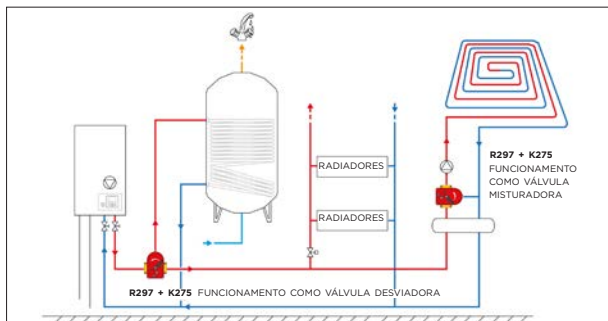 RADIADORES
RADIADORES
R297 + K275
FUNCIONAMENTO
COMO VÁLVULA
MISTURADORA
R297 + K275 FUNCIONAMENTO COMO VÁLVULA DESVIADORA